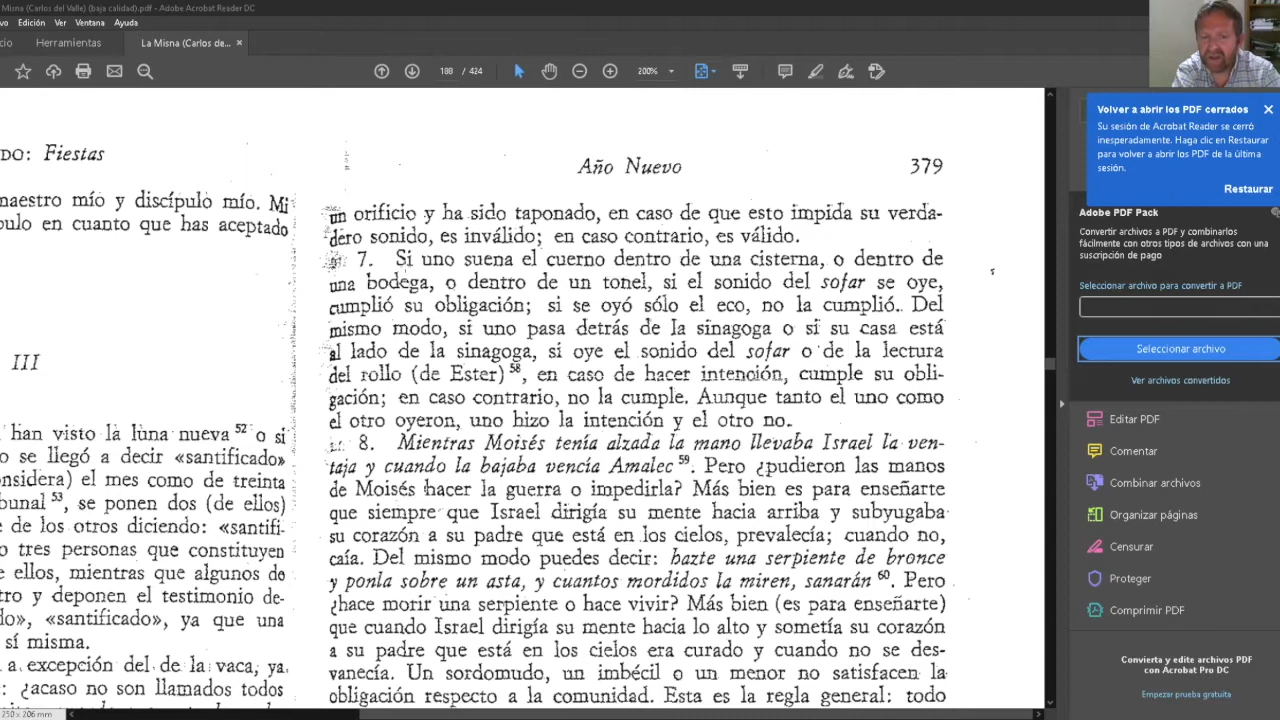 Misna (Carlos del Valle) (baja calidad).pdf - Adobe Acrobat Reader DC
vo Edición Ver Ventana Ayuda
cio Herramientas La Misna (Carlos de... ×
188 / 424 200%
DO: Fiestas
maestro mío y discípulo mío. Mi
pulo en cuanto que has aceptado
III
han visto la luna nueva 52 o si
o se llegó a decir «santificado»
onsidera) el mes como de treinta
bunal 53, se ponen dos (de ellos)
e de los otros diciendo: «santifi-
o tres personas que constituyen
e ellos, mientras que algunos de
tro y deponen el testimonio de-
do», «santificado», ya que una
sí misma.
a excepción del de la vaca, ya
: ¿acaso no son llamados todos
250 x 206 mm
Año Nuevo 379
un orificio y ha sido taponado, en caso de que esto impida su verda-
dero sonido, es inválido; en caso contrario, es válido.
7. Si uno suena el cuerno dentro de una cisterna, o dentro de
una bodega, o dentro de un tonel, si el sonido del sofar se oye,
cumplió su obligación; si se oyó sólo el eco, no la cumplió. Del
mismo modo, si uno pasa detrás de la sinagoga o si su casa está
al lado de la sinagoga, si oye el sonido del sofar o de la lectura
del rollo (de Ester) 58, en caso de hacer intención, cumple su obli-
gación; en caso contrario, no la cumple. Aunque tanto el uno como
el otro oyeron, uno hizo la intención y el otro no.
8. Mientras Moisés tenía alzada la mano llevaba Israel la ven-
taja y cuando la bajaba vencía Amalec 59. Pero ¿pudieron las manos
de Moisés hacer la guerra o impedirla? Más bien es para enseñarte
que siempre que Israel dirigía su mente hacia arriba y subyugaba
su corazón a su padre que está en los cielos, prevalecía; cuando no,
caía. Del mismo modo puedes decir: hazte una serpiente de bronce
y ponla sobre un asta, y cuantos mordidos la miren, sanarán 60. Pero
¿hace morir una serpiente o hace vivir? Más bien (es para enseñarte)
que cuando Israel dirigía su mente hacia lo alto y sometía su corazón
a su padre que está en los cielos era curado y cuando no se des-
vanecía. Un sordomudo, un imbécil o un menor no satisfacen la
obligación respecto a la comunidad. Esta es la regla general: todo
Volver a abrir los PDF cerrados
Su sesión de Acrobat Reader se cerró
inesperadamente. Haga clic en Restaurar
para volver a abrir los PDF de la última
sesión.
Restaurar
Adobe PDF Pack
Convertir archivos a PDF y combinarlos
fácilmente con otros tipos de archivos con una
suscripción de pago
Seleccionar archivo para convertir a PDF
Seleccionar archivo
Ver archivos convertidos
Editar PDF
Comentar
Combinar archivos
Organizar páginas
Censurar
Proteger
Comprimir PDF
Convierta y edite archivos PDF
con Acrobat Pro DC
Empezar prueba gratuita